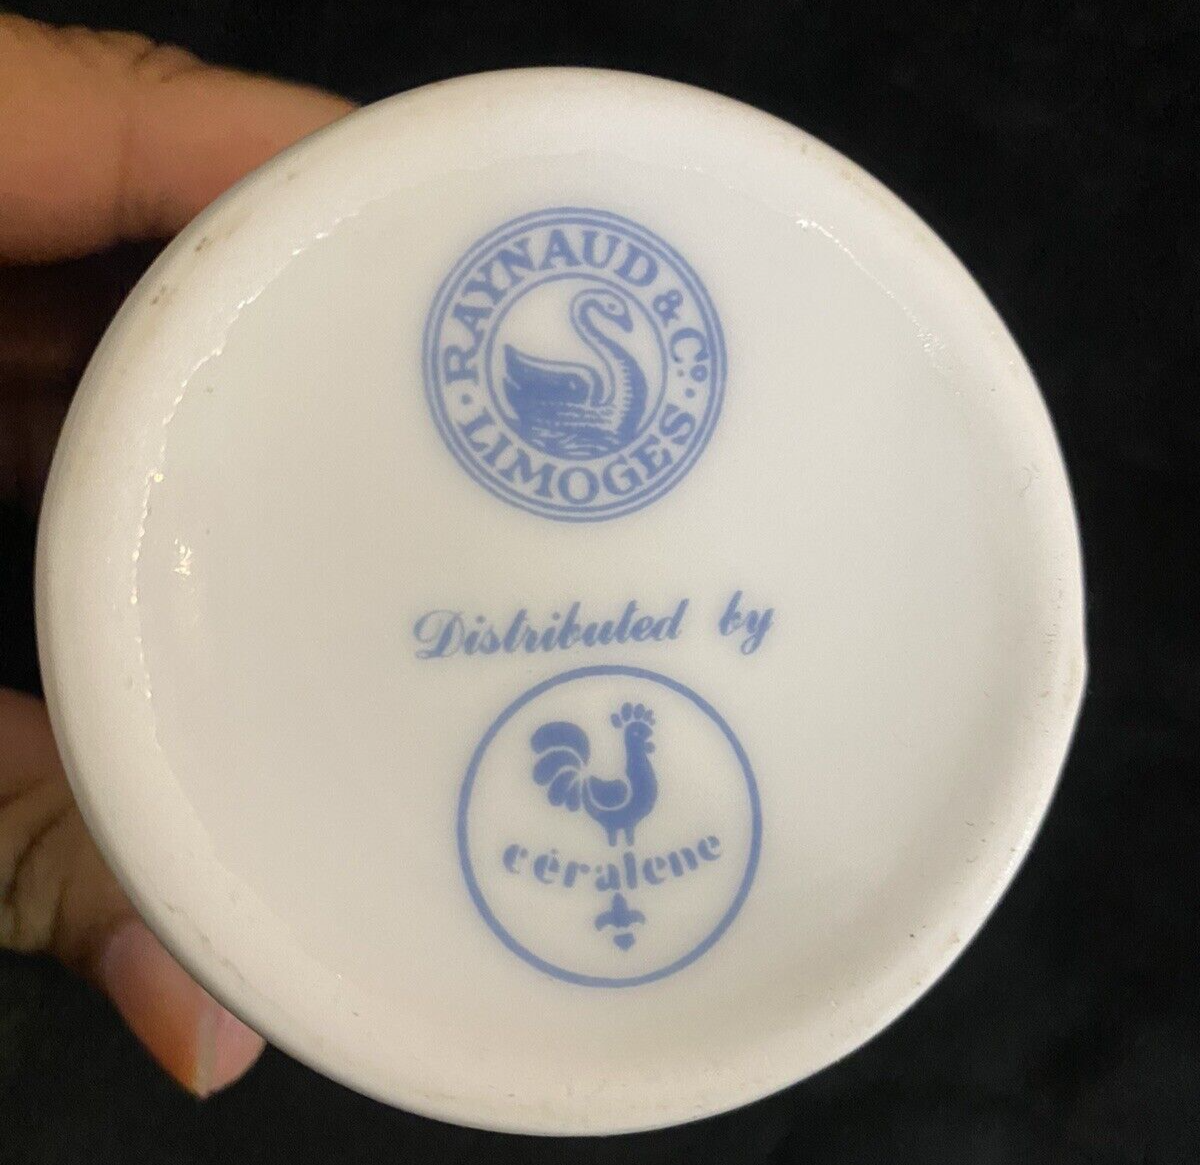 RAYNAUD & Cº.
· LIMOGES ·
Distributed by
céralene